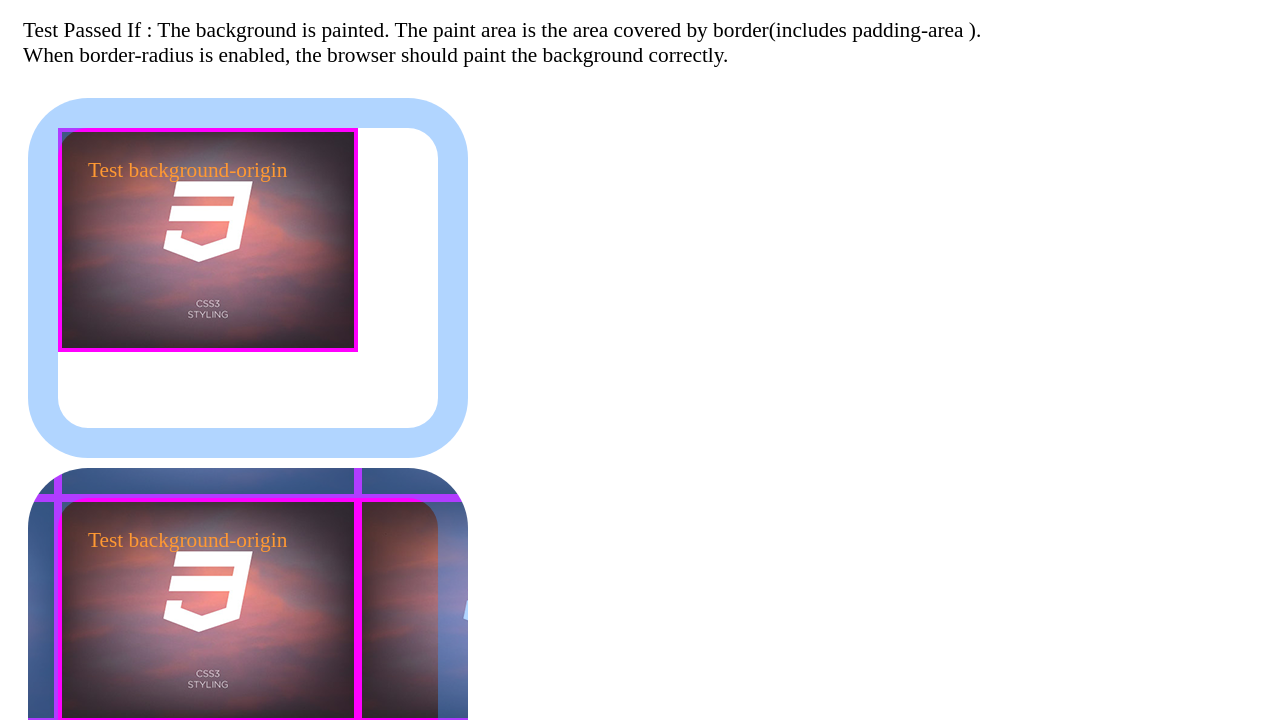 Test Passed If : The background is painted. The paint area is the area covered by border(includes padding-area ).
When border-radius is enabled, the browser should paint the background correctly.
Test background-origin
CSS3
STYLING
Test background-origin
CSS3
STYLING